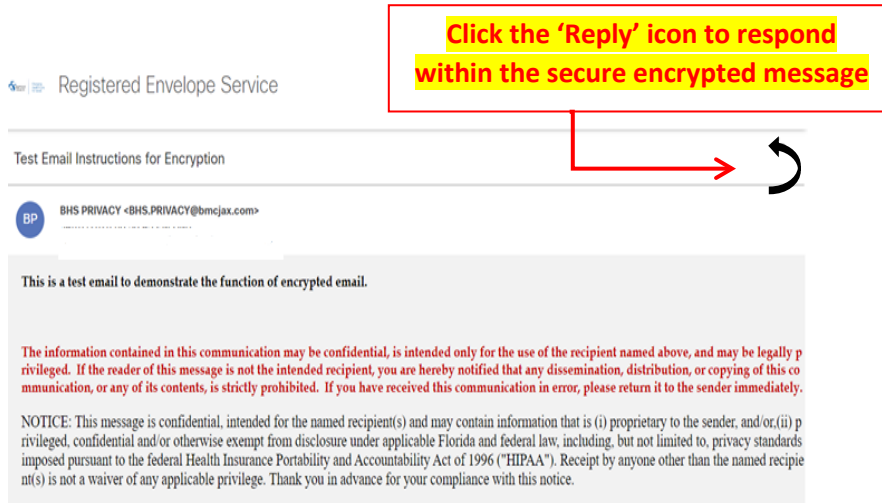 Click the ‘Reply’ icon to respond
within the secure encrypted message
Registered Envelope Service
Test Email Instructions for Encryption
BP
BHS PRIVACY <BHS.PRIVACY@bmcjax.com>
This is a test email to demonstrate the function of encrypted email.
The information contained in this communication may be confidential, is intended only for the use of the recipient named above, and may be legally p
rivileged. If the reader of this message is not the intended recipient, you are hereby notified that any dissemination, distribution, or copying of this co
mmunication, or any of its contents, is strictly prohibited. If you have received this communication in error, please return it to the sender immediately.
NOTICE: This message is confidential, intended for the named recipient(s) and may contain information that is (i) proprietary to the sender, and/or,(ii) p
rivileged, confidential and/or otherwise exempt from disclosure under applicable Florida and federal law, including, but not limited to, privacy standards
imposed pursuant to the federal Health Insurance Portability and Accountability Act of 1996 ("HIPAA"). Receipt by anyone other than the named recipie
nt(s) is not a waiver of any applicable privilege. Thank you in advance for your compliance with this notice.